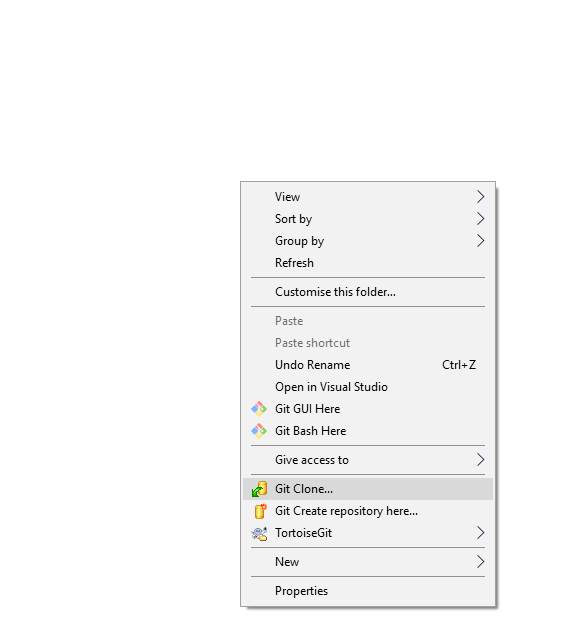 View
Sort by
Group by
Refresh
Customise this folder...
Paste
Paste shortcut
Undo Rename Ctrl+Z
Open in Visual Studio
Git GUI Here
Git Bash Here
Give access to
Git Clone...
Git Create repository here...
TortoiseGit
New
Properties